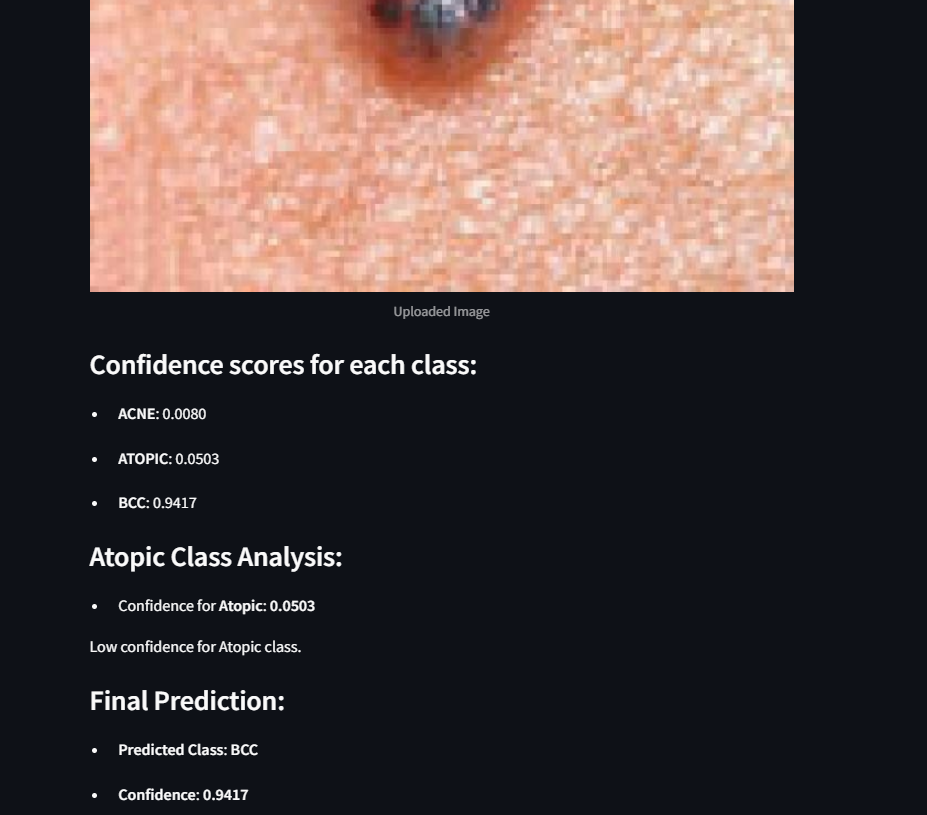 Uploaded Image
Confidence scores for each class:
• ACNE: 0.0080
• ATOPIC: 0.0503
• BCC: 0.9417
Atopic Class Analysis:
• Confidence for Atopic: 0.0503
Low confidence for Atopic class.
Final Prediction:
• Predicted Class: BCC
• Confidence: 0.9417